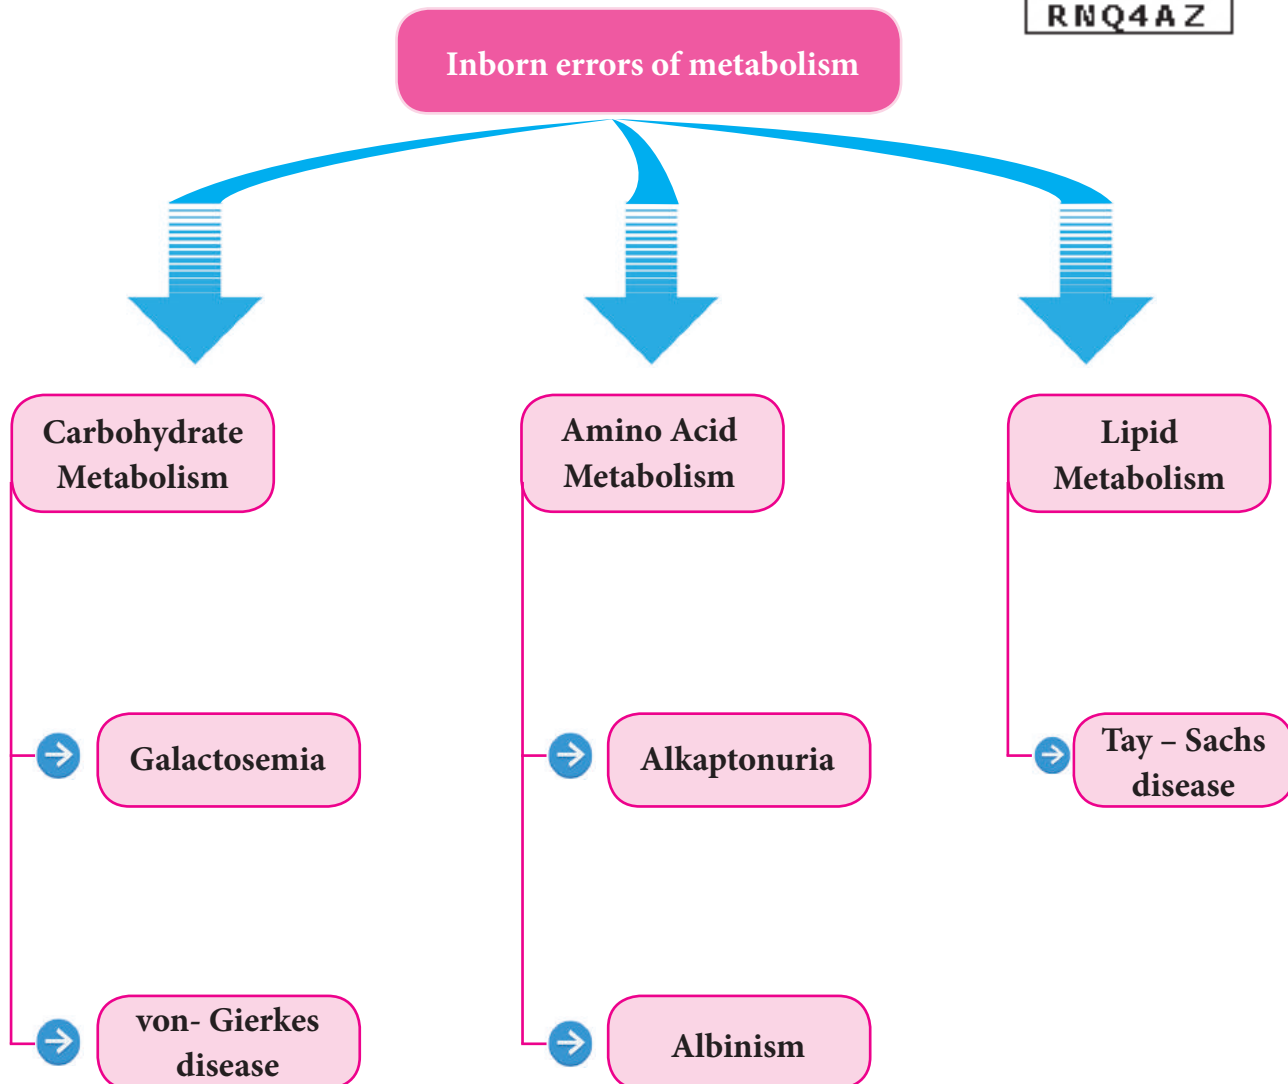 RNQ4AZ
Inborn errors of metabolism
Carbohydrate
Metabolism
Amino Acid
Metabolism
Lipid
Metabolism
Galactosemia
Alkaptonuria
Tay – Sachs
disease
von- Gierkes
disease
Albinism